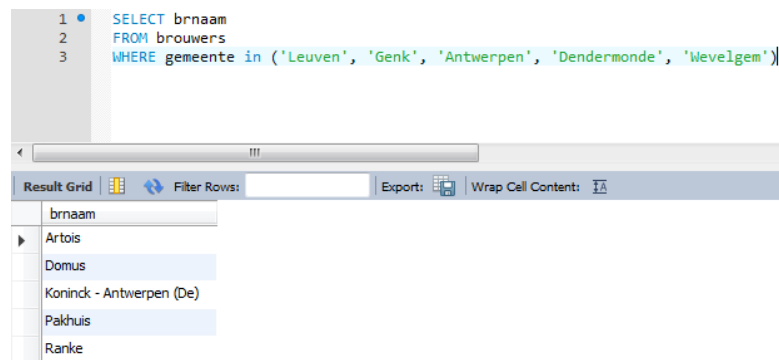 1 SELECT brnaam
2 FROM brouwers
3 WHERE gemeente in ('Leuven', 'Genk', 'Antwerpen', 'Dendermonde', 'Wevelgem')
Result Grid Filter Rows: Export: Wrap Cell Content: IA
brnaam
Artois
Domus
Koninck - Antwerpen (De)
Pakhuis
Ranke